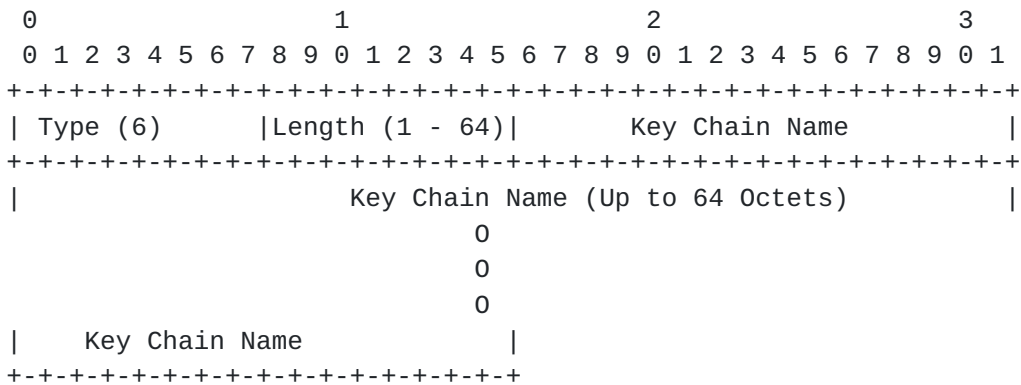 0                   1                   2                   3
 0 1 2 3 4 5 6 7 8 9 0 1 2 3 4 5 6 7 8 9 0 1 2 3 4 5 6 7 8 9 0 1
+-+-+-+-+-+-+-+-+-+-+-+-+-+-+-+-+-+-+-+-+-+-+-+-+-+-+-+-+-+-+-+-+
| Type (6)      |Length (1 - 64)|       Key Chain Name          |
+-+-+-+-+-+-+-+-+-+-+-+-+-+-+-+-+-+-+-+-+-+-+-+-+-+-+-+-+-+-+-+-+
|                     Key Chain Name (Up to 64 Octets)          |
                              O
                              O
                              O
|    Key Chain Name             |
+-+-+-+-+-+-+-+-+-+-+-+-+-+-+-+-+